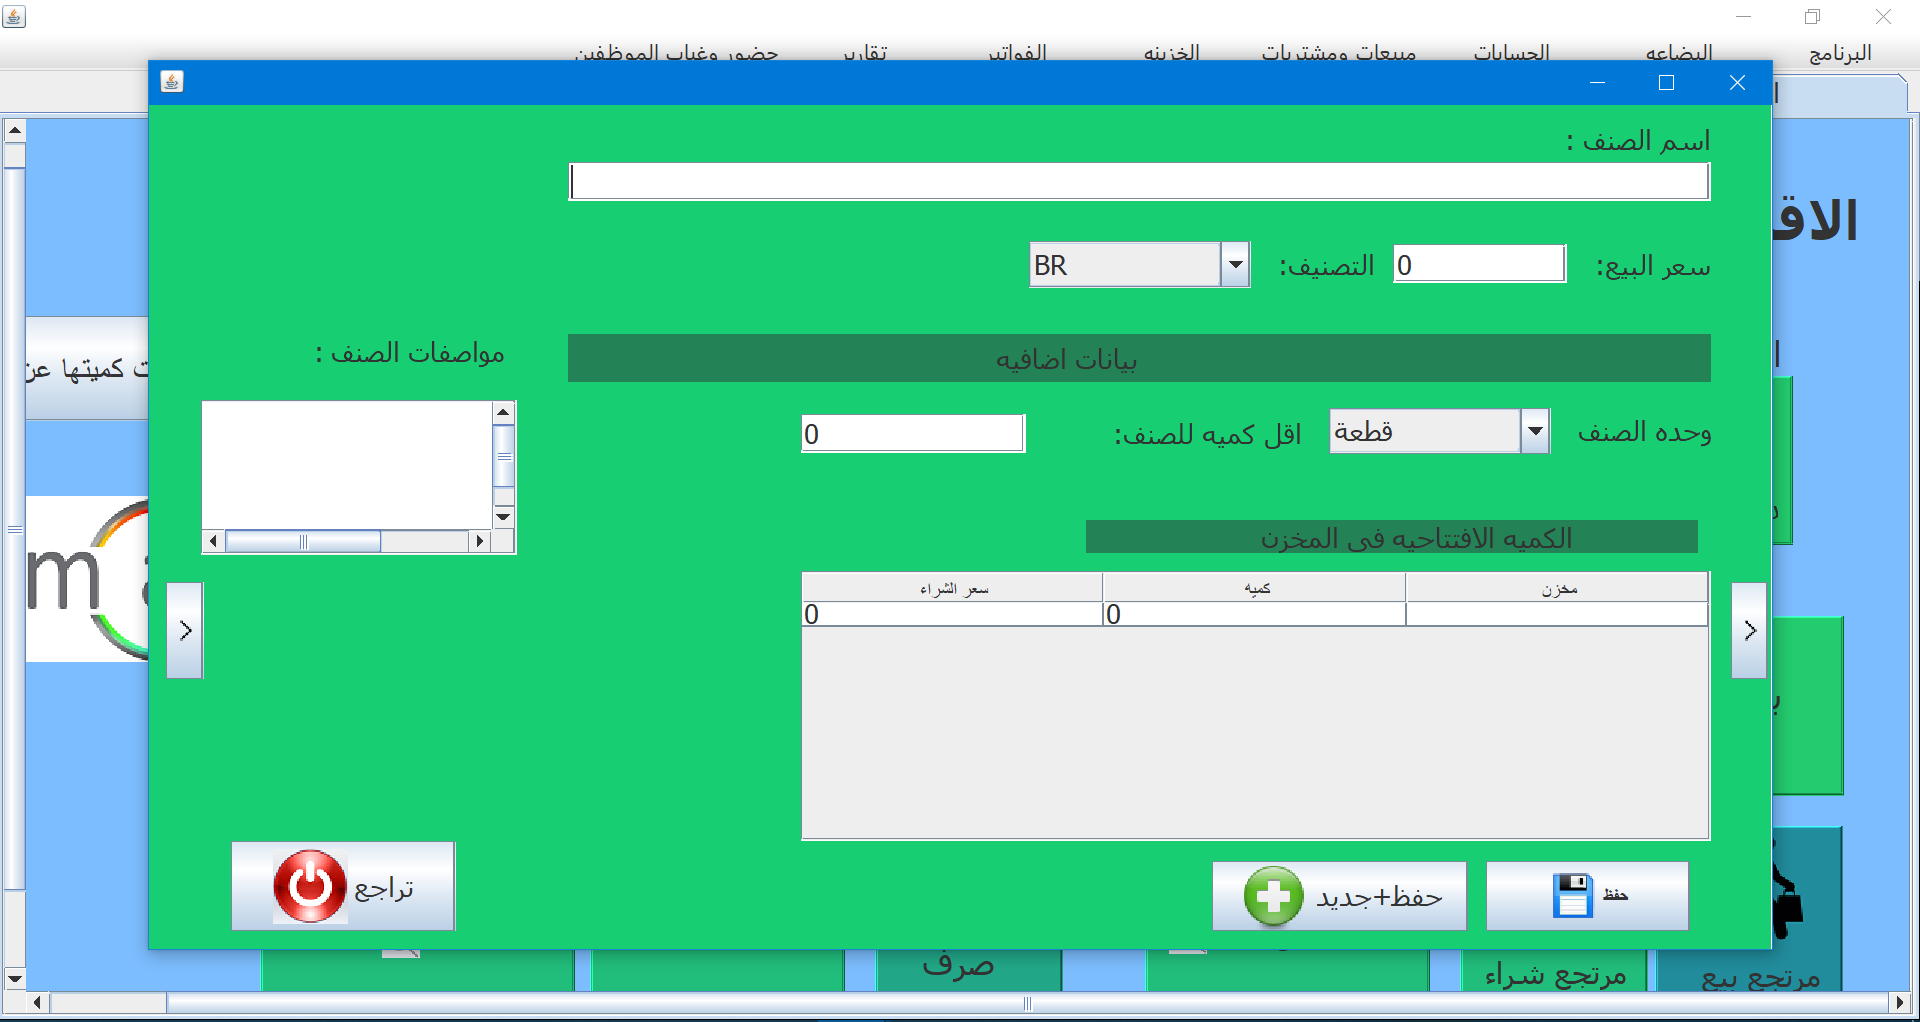 البرنامج البضاعه الحسابات مبيعات ومشتريات الخزينه الفواتير تقارير حضور وغياب الموظفين
اسم الصنف :
سعر البيع: 0 التصنيف: BR
بيانات اضافيه
مواصفات الصنف :
وحده الصنف قطعة اقل كميه للصنف: 0
الكميه الافتتاحيه فى المخزن
مخزن كميه سعر الشراء
0 0
حفظ
حفظ+جديد
تراجع
كميتها عن
m
صرف
مرتجع شراء
مرتجع بيع